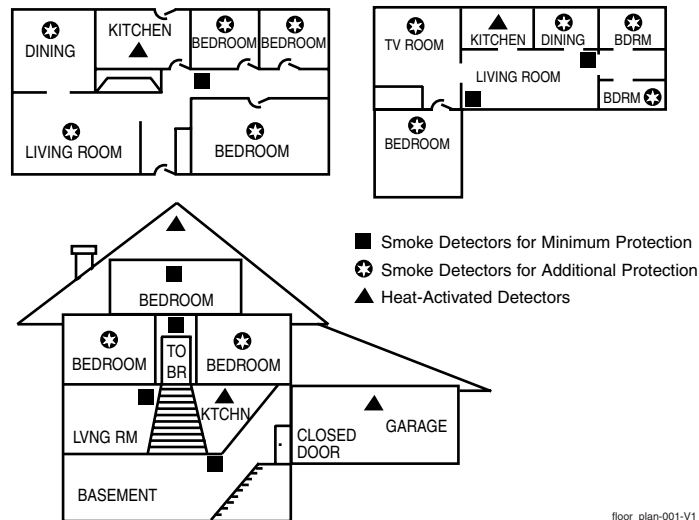 KITCHEN
DINING
BEDROOM
BEDROOM
LIVING ROOM
BEDROOM
TV ROOM
KITCHEN
DINING
BDRM
LIVING ROOM
BDRM
BEDROOM
Smoke Detectors for Minimum Protection
Smoke Detectors for Additional Protection
Heat-Activated Detectors
BEDROOM
BEDROOM
TO
BR
BEDROOM
LVNG RM
KTCHN
CLOSED
DOOR
GARAGE
BASEMENT
floor_plan-001-V1